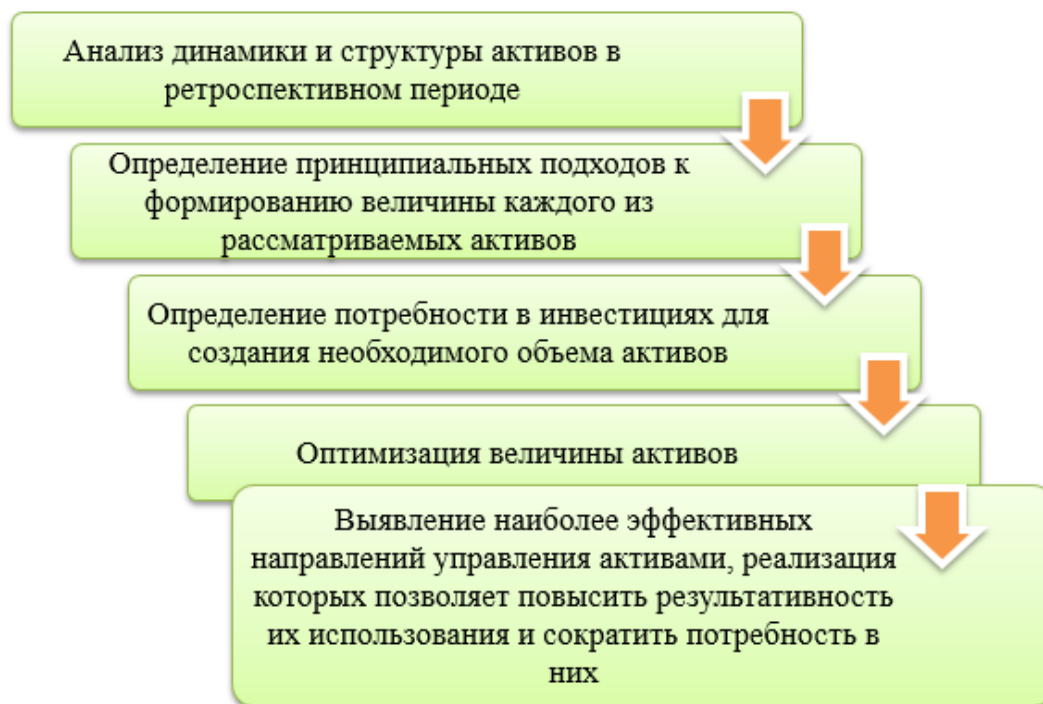 Анализ динамики и структуры активов в
ретроспективном периоде
Определение принципиальных подходов к
формированию величины каждого из
рассматриваемых активов
Определение потребности в инвестициях для
создания необходимого объема активов
Оптимизация величины активов
Выявление наиболее эффективных
направлений управления активами, реализация
которых позволяет повысить результативность
их использования и сократить потребность в
них